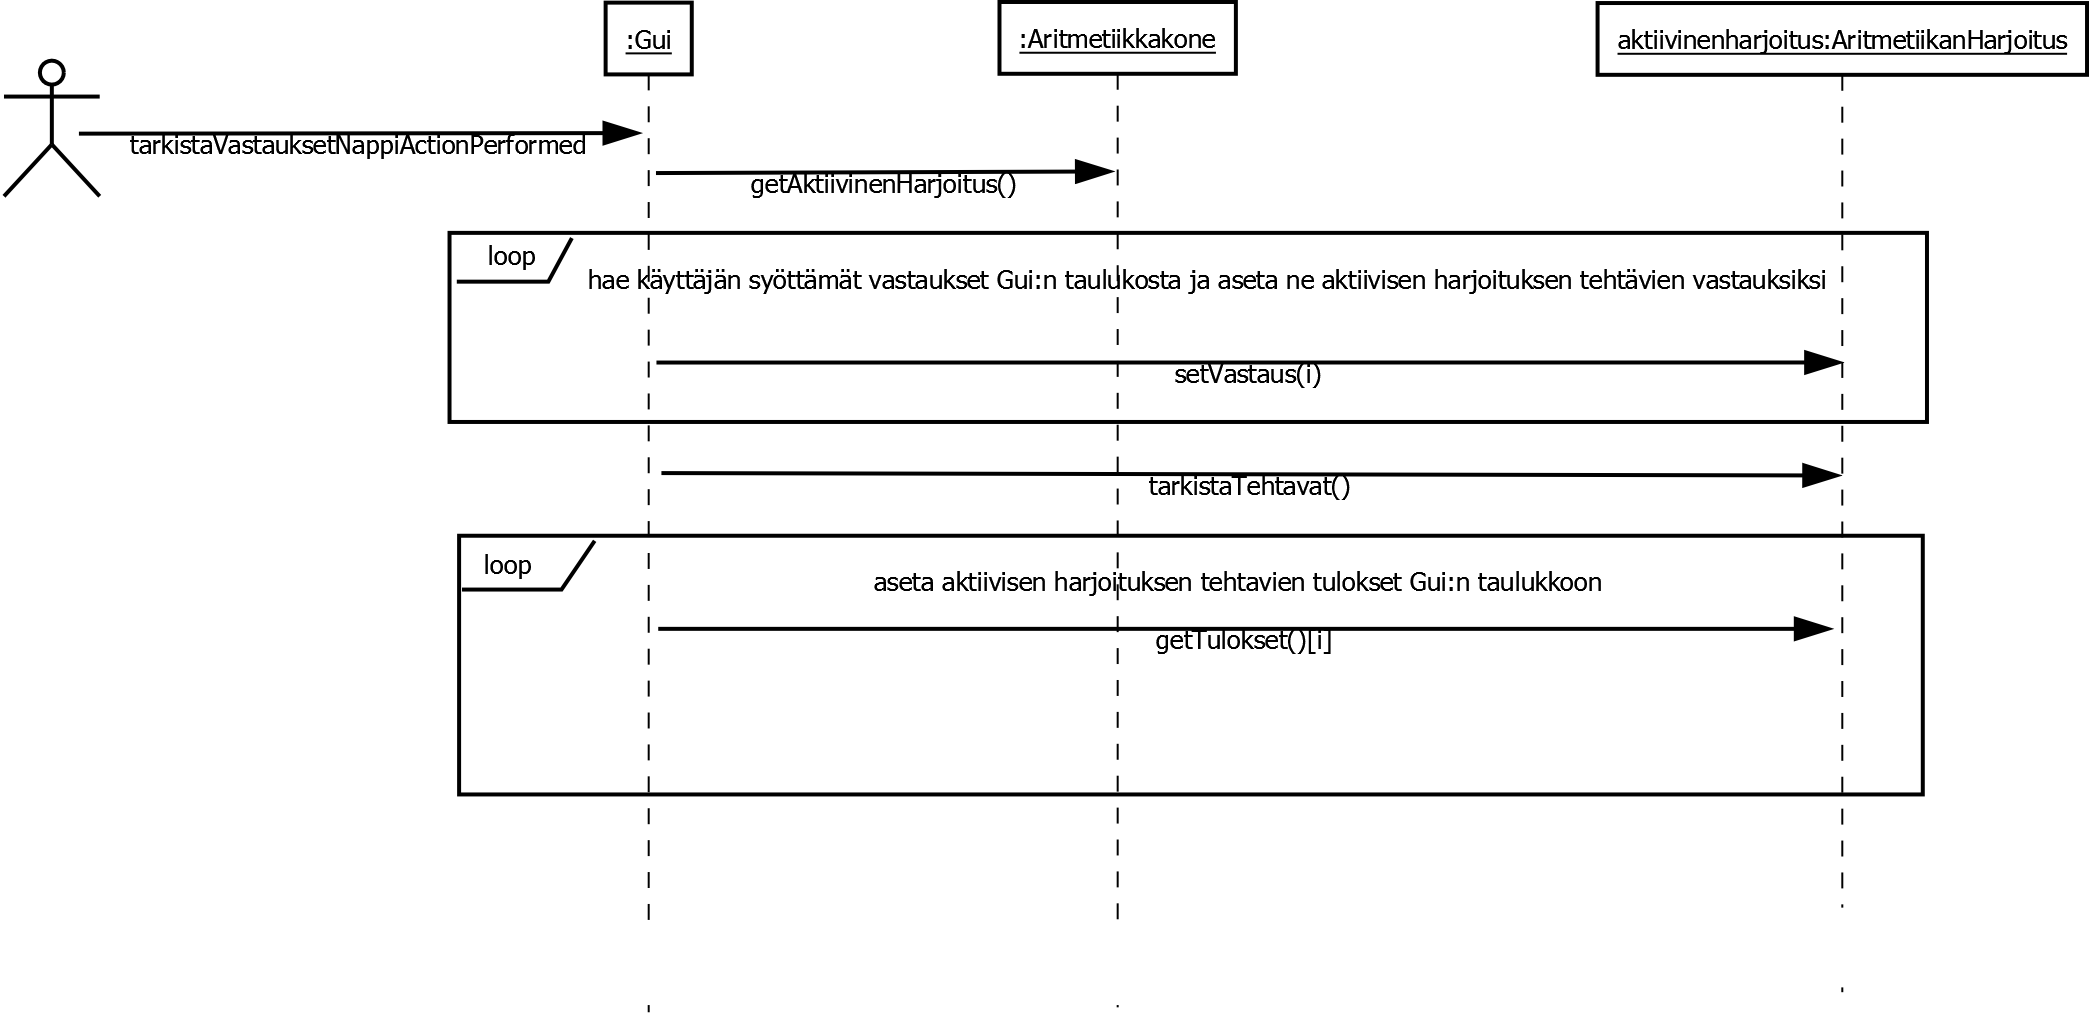 :Gui
:Aritmetiikkakone
aktiivinenharjoitus:AritmetiikanHarjoitus
tarkistaVastauksetNappiActionPerformed
getAktiivinenHarjoitus()
loop
hae käyttäjän syöttämät vastaukset Gui:n taulukosta ja aseta ne aktiivisen harjoituksen tehtävien vastauksiksi
setVastaus(i)
tarkistaTehtavat()
loop
aseta aktiivisen harjoituksen tehtavien tulokset Gui:n taulukkoon
getTulokset()[i]